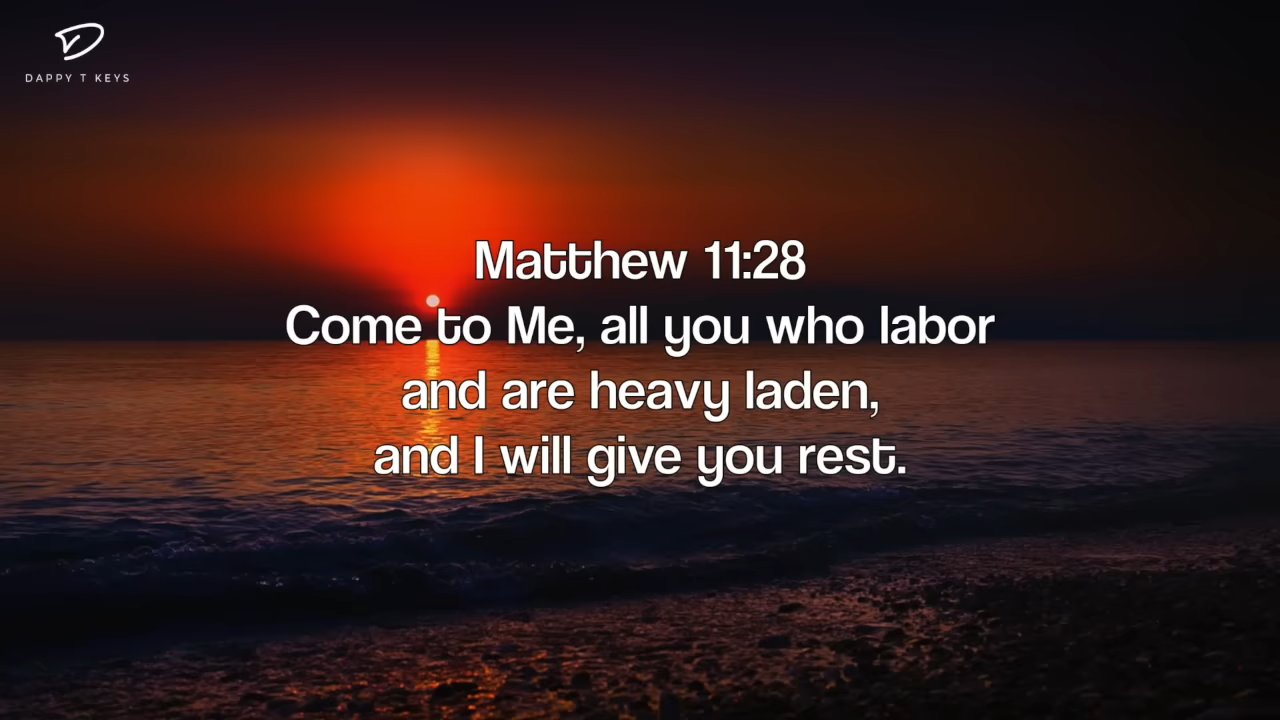 DAPPY T KEYS
Matthew 11:28
Come to Me, all you who labor
and are heavy laden,
and I will give you rest.